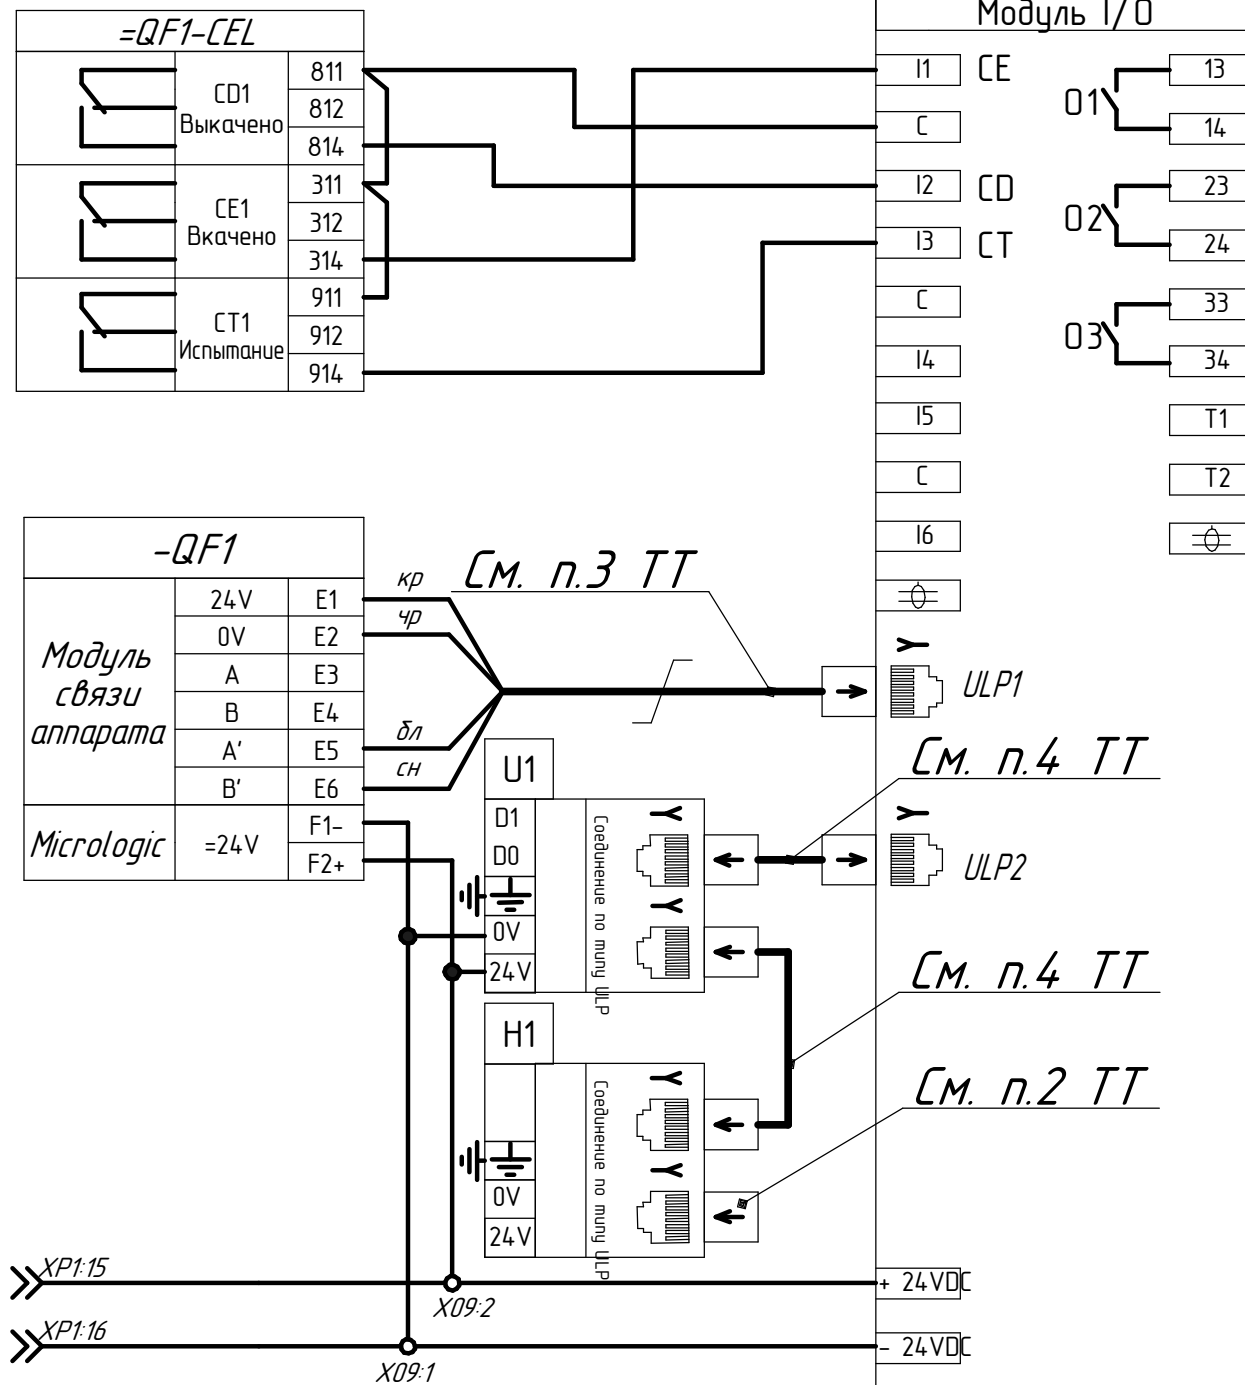 Модуль I/O
=QF1-CEL
CD1
Выкачено
811
812
814
CE1
Вкачено
311
312
314
CT1
Испытание
911
912
914
I1
CE
C
I2
CD
I3
CT
C
I4
I5
C
I6
O1
13
14
O2
23
24
O3
33
34
T1
T2
-QF1
Модуль
связи
аппарата
24V
E1
0V
E2
A
E3
B
E4
A'
E5
B'
E6
Micrologic
=24V
F1-
F2+
кр
чр
бл
сн
См. п.3 ТТ
ULP1
См. п.4 ТТ
ULP2
U1
D1
D0
0V
24V
Соединение по типу ULP
См. п.4 ТТ
H1
0V
24V
Соединение по типу ULP
См. п.2 ТТ
XP1:15
X09:2
+ 24VDC
XP1:16
X09:1
- 24VDC